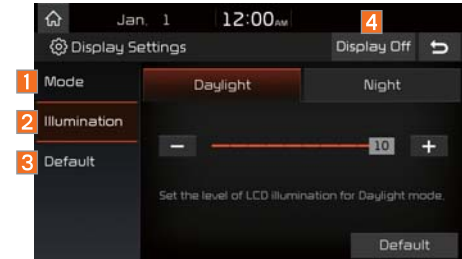 Jan. 1 12:00AM
4
Display Settings Display Off
1 Mode Daylight Night
2 Illumination
− 10 +
3 Default
Set the level of LCD illumination for Daylight mode.
Default